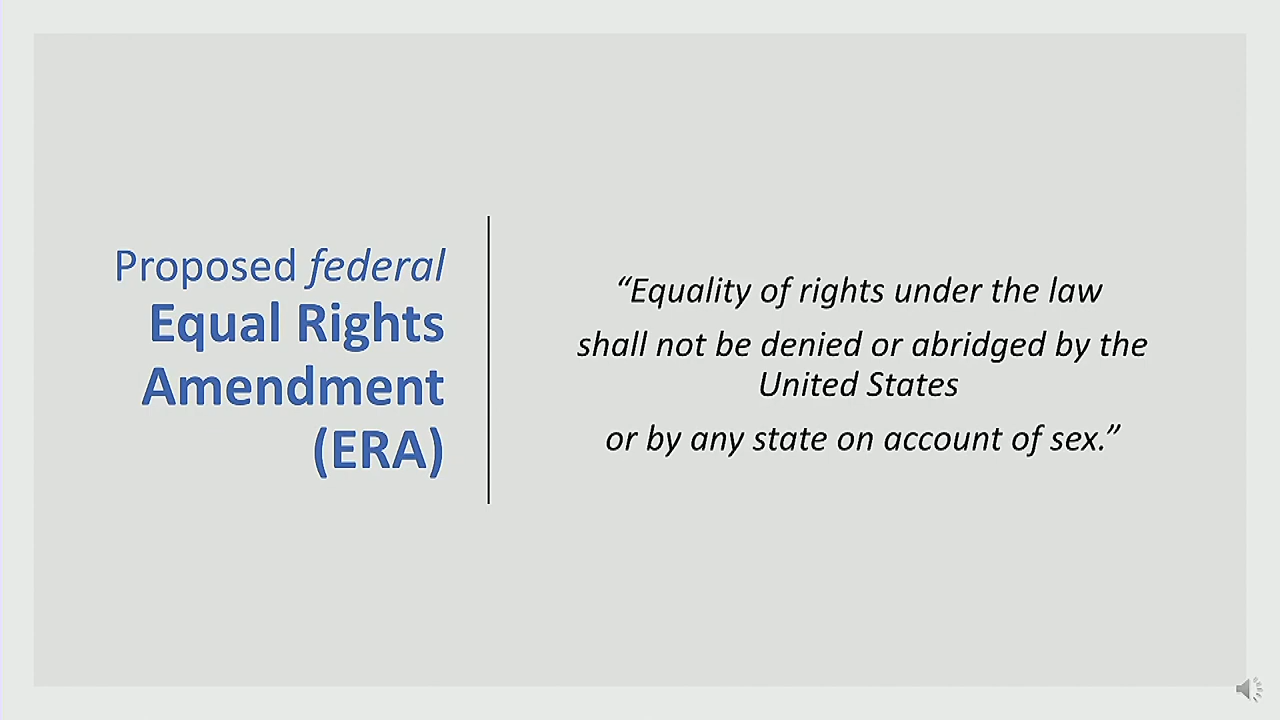 Proposed federal
Equal Rights
Amendment
(ERA)
“Equality of rights under the law
shall not be denied or abridged by the
United States
or by any state on account of sex.”